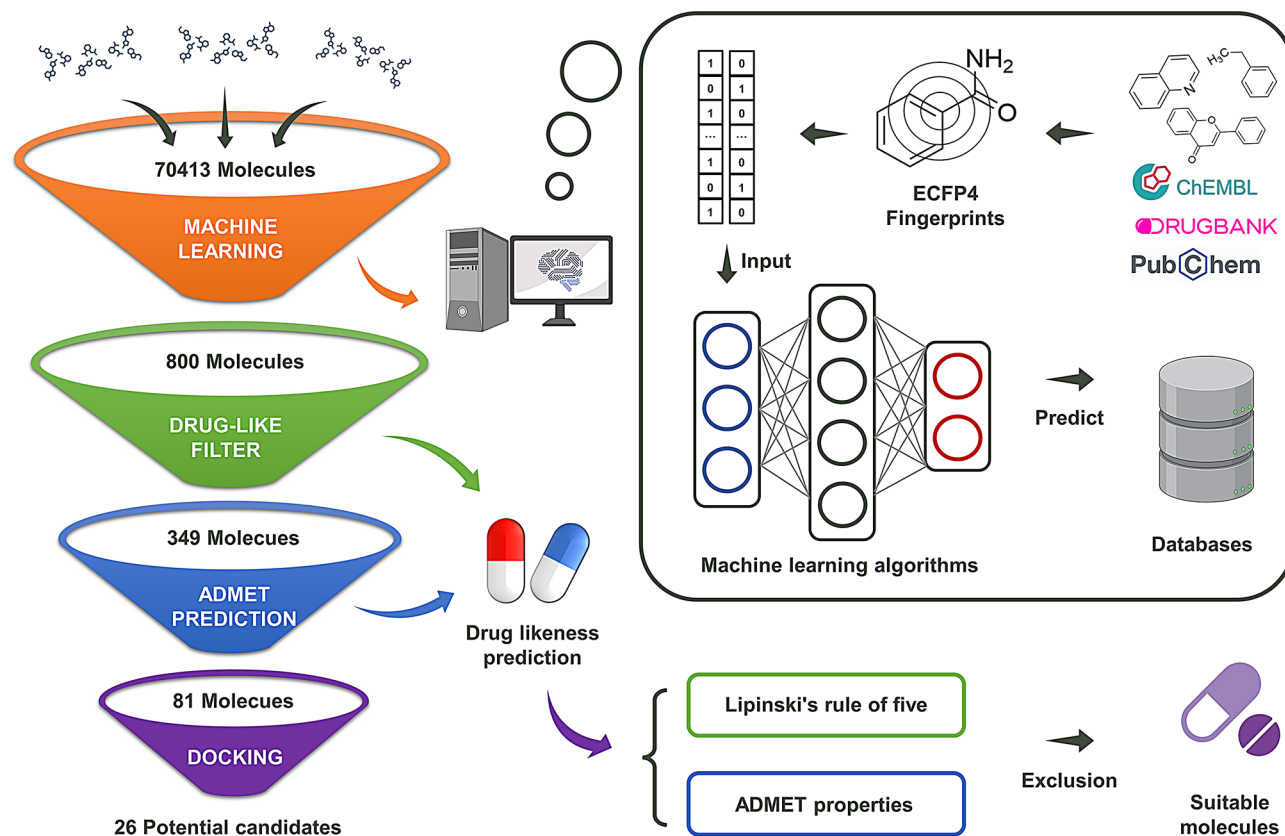 70413 Molecules
MACHINE
LEARNING
800 Molecules
DRUG-LIKE
FILTER
349 Molecues
ADMET
PREDICTION
81 Molecues
DOCKING
26 Potential candidates
Drug likeness
prediction
1 0
0 1
1 0
... ...
1 0
0 1
1 0
NH2
O
ECFP4
Fingerprints
N
H3C
O
O
ChEMBL
DRUGBANK
PubChem
Input
Machine learning algorithms
Predict
Databases
Lipinski's rule of five
ADMET properties
Exclusion
Suitable
molecules